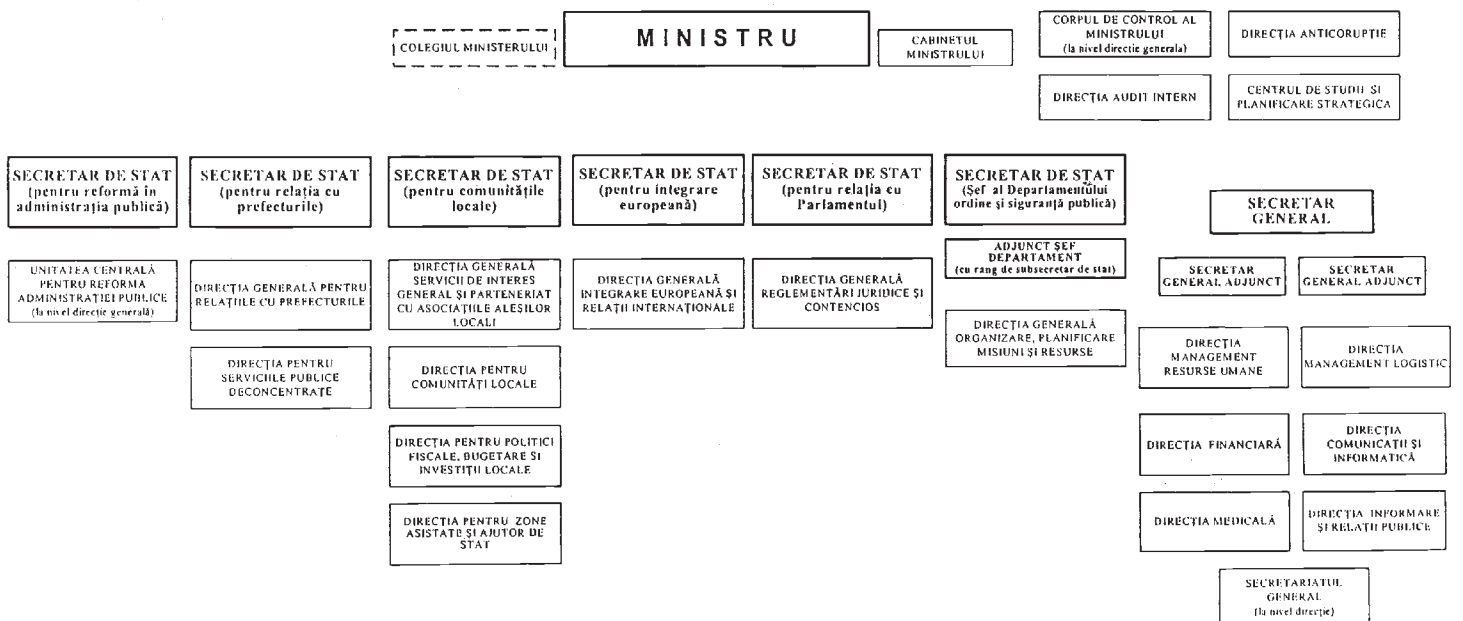 COLEGIUL MINISTERULUI
MINISTRU
CABINETUL
MINISTRULUI
CORPUL DE CONTROL AL
MINISTRULUI
(la nivel direcție generala)
DIRECȚIA ANTICORUPȚIE
DIRECȚIA AUDIT INTERN
CENTRUL DE STUDII SI
PLANIFICARE STRATEGICA
SECRETAR DE STAT
(pentru reformă în
administrația publică)
SECRETAR DE STAT
(pentru relația cu
prefecturile)
SECRETAR DE STAT
(pentru comunitățile
locale)
SECRETAR DE STAT
(pentru integrare
europeană)
SECRETAR DE STAT
(pentru relația cu
Parlamentul)
SECRETAR DE STAT
(Șef al Departamentului
ordine și siguranță publică)
SECRETAR
GENERAL
UNITATEA CENTRALĂ
PENTRU REFORMA
ADMINISTRAȚIEI PUBLICE
(la nivel direcție generală)
DIRECȚIA GENERALĂ PENTRU
RELAȚIILE CU PREFECTURILE
DIRECȚIA GENERALĂ
SERVICII DE INTERES
GENERAL ȘI PARTENERIAT
CU ASOCIAȚIILE ALEȘILOR
LOCALI
DIRECȚIA GENERALĂ
INTEGRARE EUROPEANĂ ȘI
RELAȚII INTERNAȚIONALE
DIRECȚIA GENERALĂ
REGLEMENTĂRI JURIDICE ȘI
CONTENCIOS
ADJUNCT ȘEF
DEPARTAMENT
(cu rang de subsecretar de stat)
SECRETAR
GENERAL ADJUNCT
SECRETAR
GENERAL ADJUNCT
DIRECȚIA GENERALĂ
ORGANIZARE, PLANIFICARE
MISIUNI ȘI RESURSE
DIRECȚIA
MANAGEMENT
RESURSE UMANE
DIRECȚIA
MANAGEMENT LOGISTIC
DIRECȚIA PENTRU
SERVICIILE PUBLICE
DECONCENTRATE
DIRECȚIA PENTRU
COMUNITĂȚI LOCALE
DIRECȚIA PENTRU POLITICI
FISCALE, BUGETARE SI
INVESTIȚII LOCALE
DIRECȚIA FINANCIARĂ
DIRECȚIA
COMUNICAȚII ȘI
INFORMATICĂ
DIRECȚIA PENTRU ZONE
ASISTATE ȘI AJUTOR DE
STAT
DIRECȚIA MEDICALĂ
DIRECȚIA INFORMARE
ȘI RELAȚII PUBLICE
SECRETARIATUL
GENERAL
(la nivel direcție)